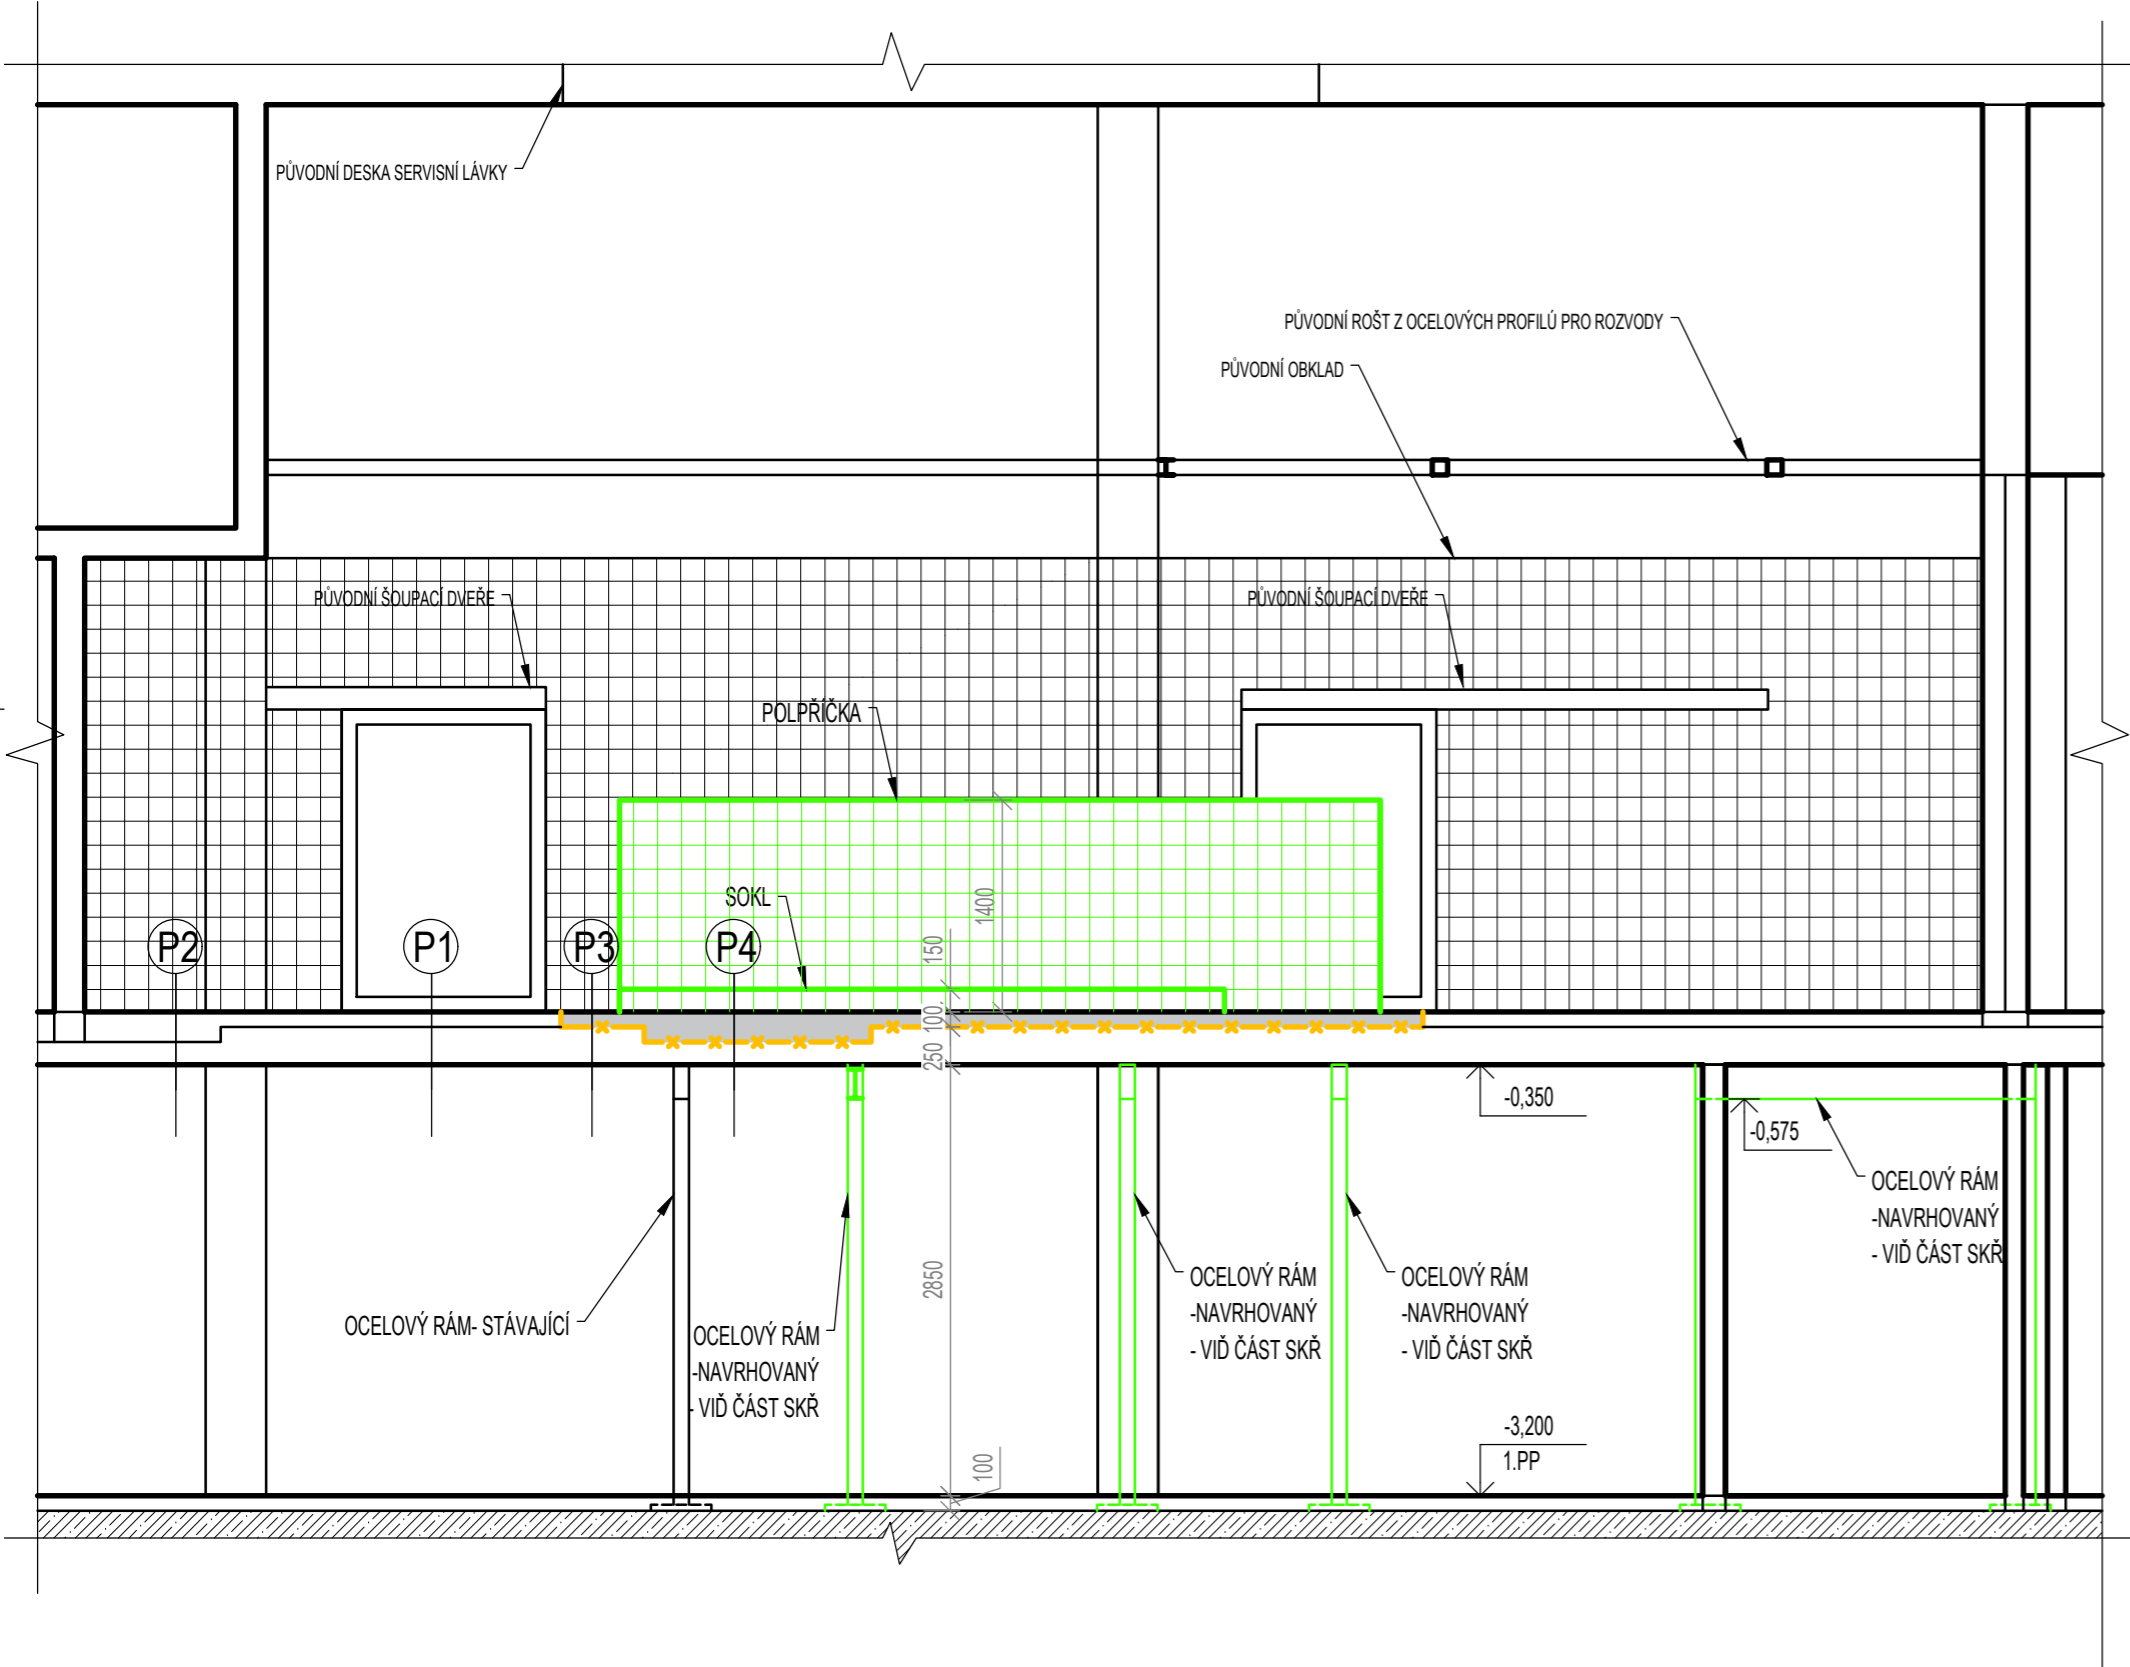 PŮVODNÍ DESKA SERVISNÍ LÁVKY
PŮVODNÍ ROŠT Z OCELOVÝCH PROFILŮ PRO ROZVODY
PŮVODNÍ OBKLAD
PŮVODNÍ ŠOUPACÍ DVEŘE
PŮVODNÍ ŠOUPACÍ DVEŘE
POLPŘÍČKA
SOKL
1400
150
P2
P1
P3
P4
100
250
-0,350
-0,575
OCELOVÝ RÁM
-NAVRHOVANÝ
- VIĎ ČÁST SKŘ
2850
OCELOVÝ RÁM
-NAVRHOVANÝ
- VIĎ ČÁST SKŘ
OCELOVÝ RÁM
-NAVRHOVANÝ
- VIĎ ČÁST SKŘ
OCELOVÝ RÁM- STÁVAJÍCÍ
OCELOVÝ RÁM
-NAVRHOVANÝ
- VIĎ ČÁST SKŘ
-3,200
1.PP
100